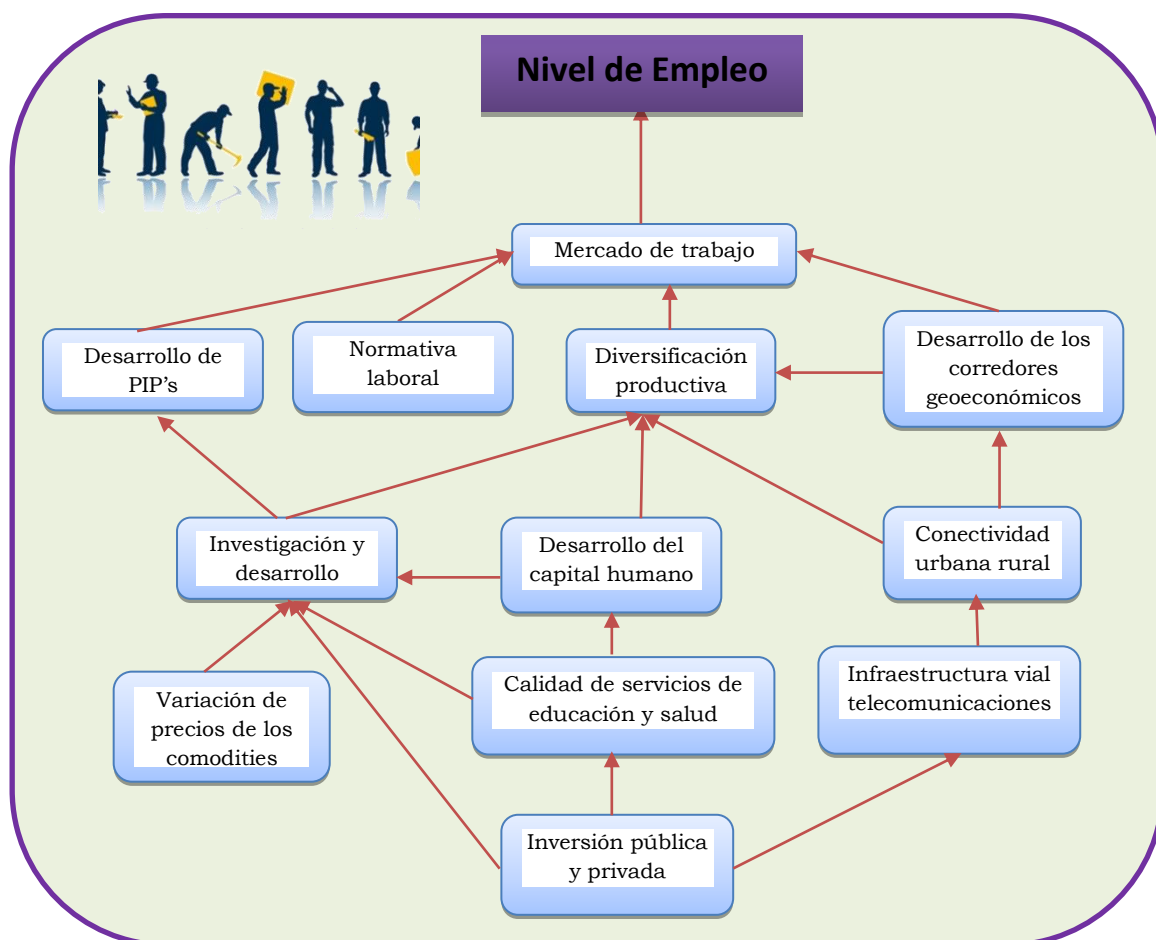 Nivel de Empleo
Mercado de trabajo
Desarrollo de
PIP’s
Normativa
laboral
Diversificación
productiva
Desarrollo de los
corredores
geoeconómicos
Investigación y
desarrollo
Desarrollo del
capital humano
Conectividad
urbana rural
Variación de
precios de los
comodities
Calidad de servicios de
educación y salud
Infraestructura vial
telecomunicaciones
Inversión pública
y privada